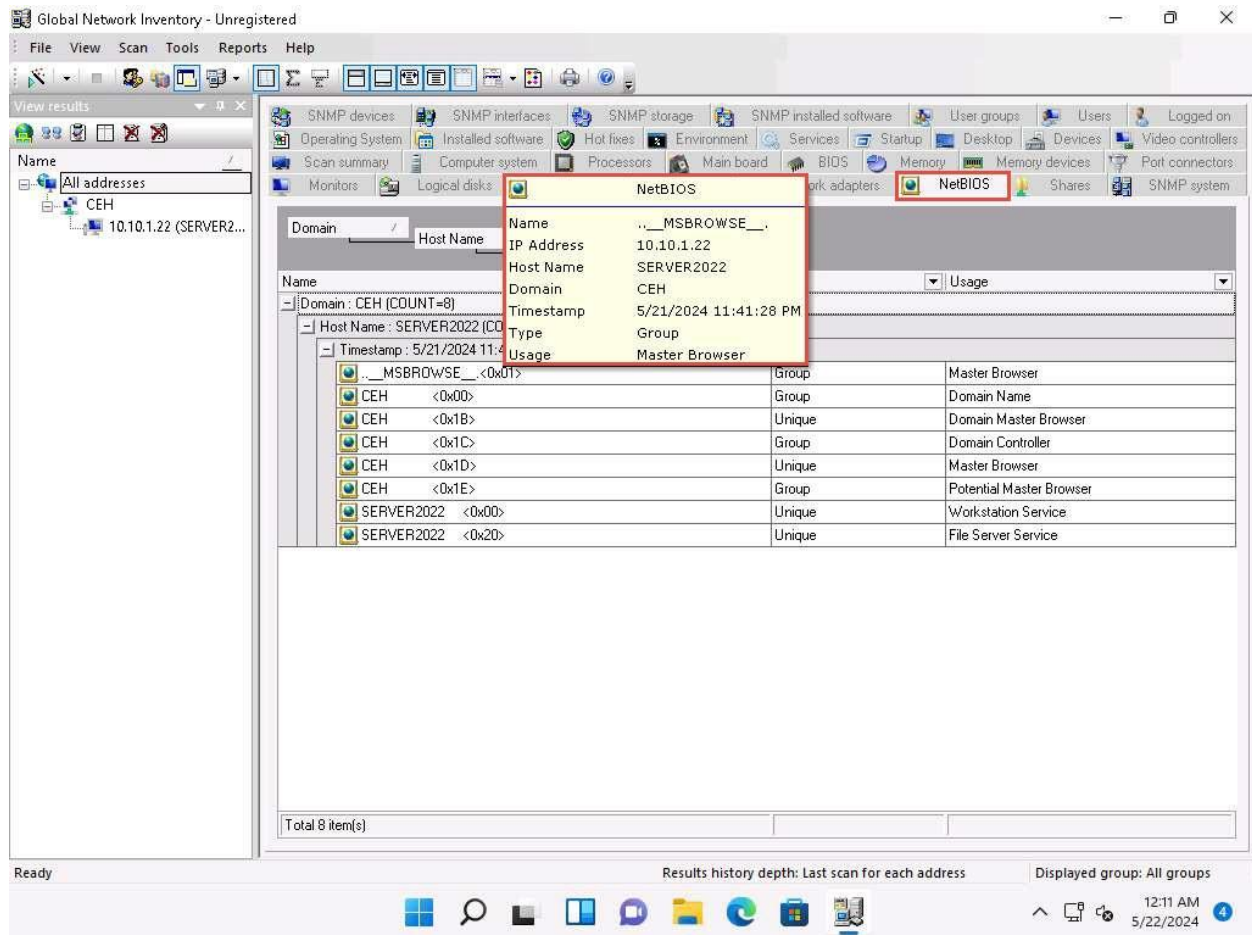 Global Network Inventory - Unregistered
File View Scan Tools Reports Help
View results
Name
All addresses
CEH
10.10.1.22 (SERVER2...
SNMP devices SNMP interfaces SNMP storage SNMP installed software User groups Users Logged on
Operating System Installed software Hot fixes Environment Services Startup Desktop Devices Video controllers
Scan summary Computer system Processors Main board BIOS Memory Memory devices Port connectors
Monitors Logical disks ork adapters NetBIOS Shares SNMP system
NetBIOS
Name ..__MSBROWSE__.
IP Address 10.10.1.22
Host Name SERVER2022
Domain CEH
Timestamp 5/21/2024 11:41:28 PM
Type Group
Usage Master Browser
Domain
Host Name
Name Usage
Domain : CEH (COUNT=8)
Host Name : SERVER2022 (CO
Timestamp : 5/21/2024 11:4
..__MSBROWSE__.<0x01> Group Master Browser
CEH <0x00> Group Domain Name
CEH <0x1B> Unique Domain Master Browser
CEH <0x1C> Group Domain Controller
CEH <0x1D> Unique Master Browser
CEH <0x1E> Group Potential Master Browser
SERVER2022 <0x00> Unique Workstation Service
SERVER2022 <0x20> Unique File Server Service
Total 8 item(s)
Ready Results history depth: Last scan for each address Displayed group: All groups
12:11 AM
5/22/2024
4